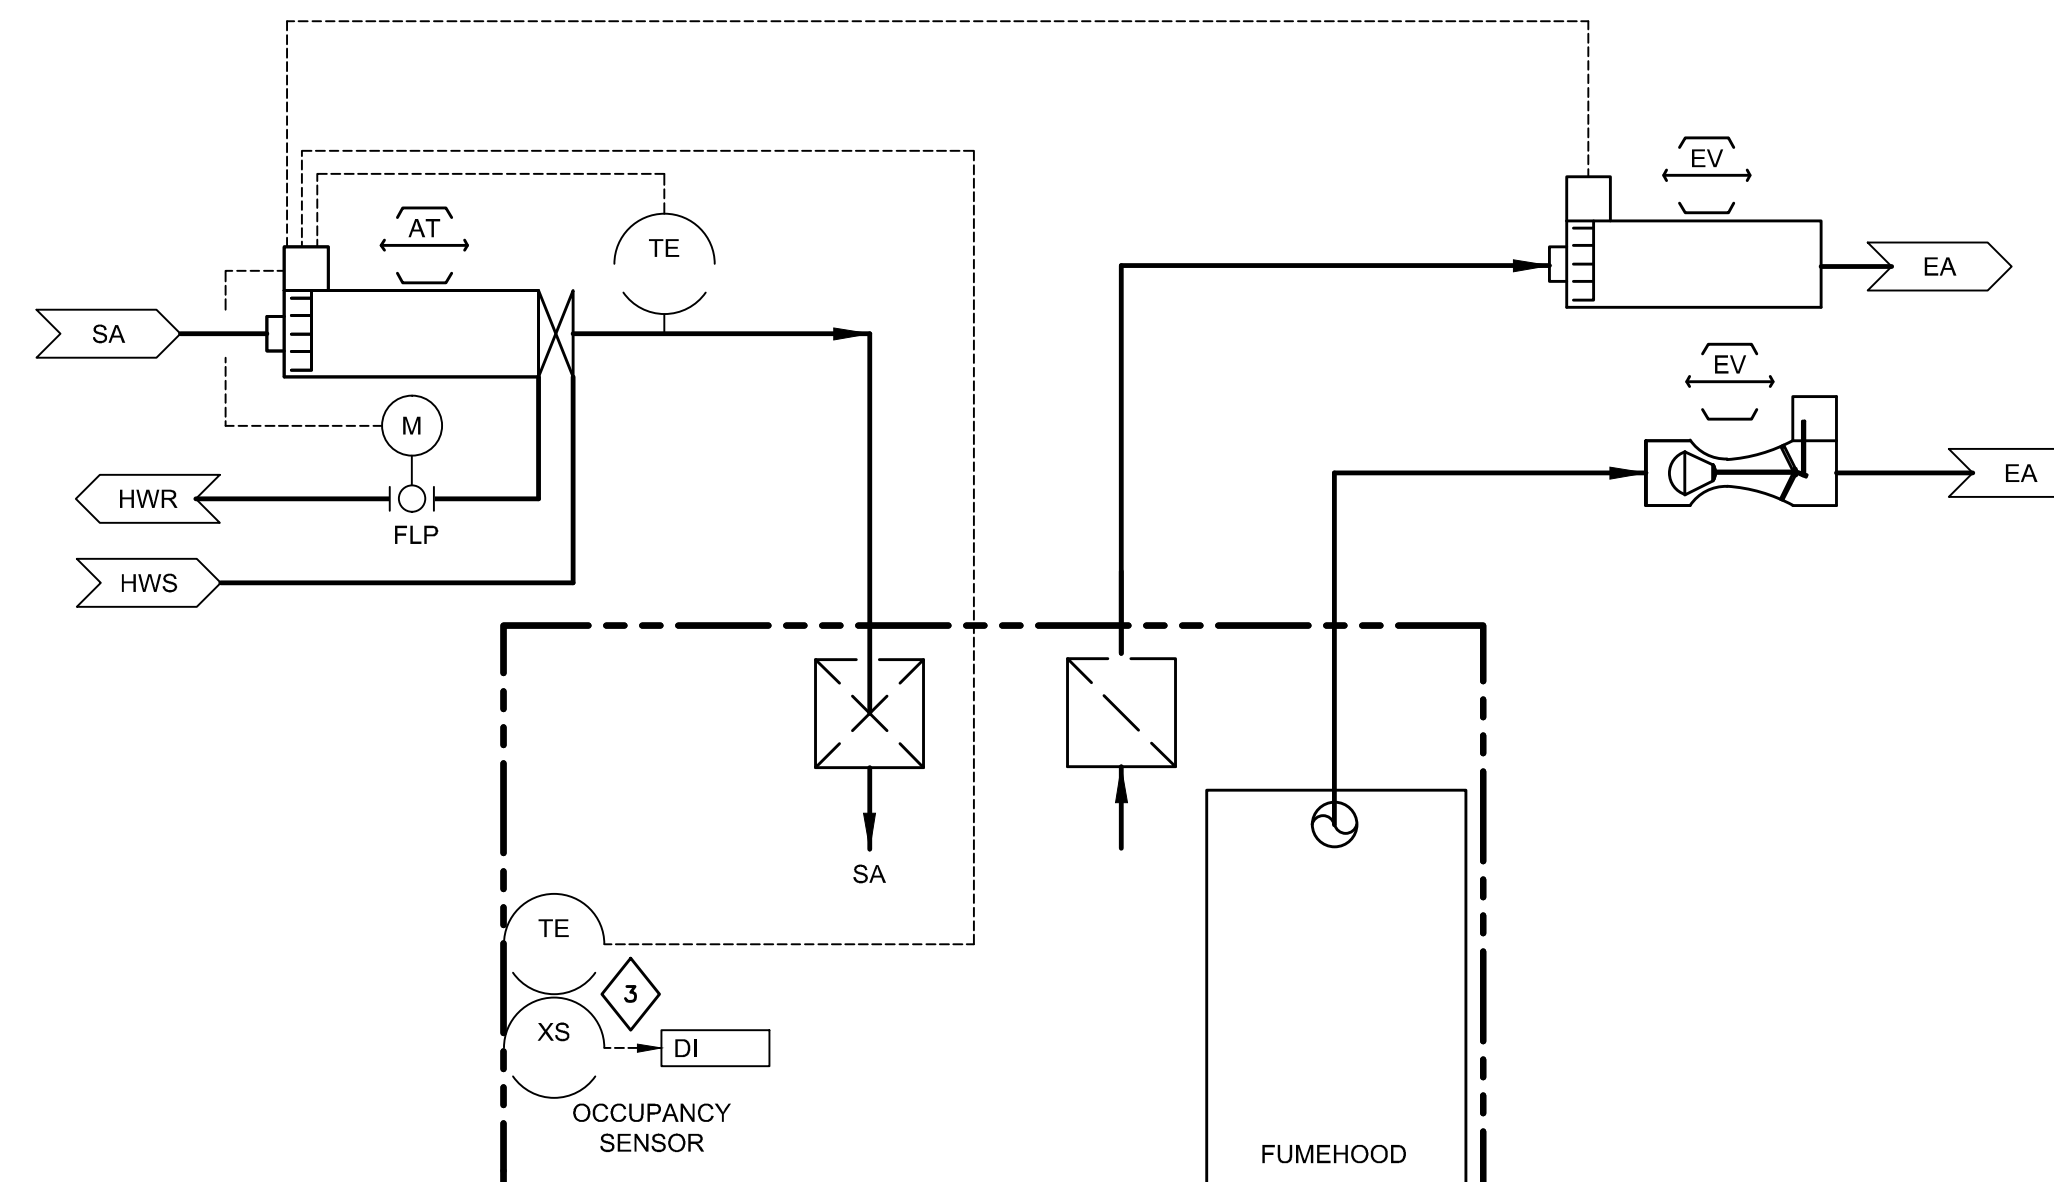 EV
AT
TE
EA
SA
EV
M
EA
HWR
FLP
HWS
SA
TE
3
XS
DI
OCCUPANCY
SENSOR
FUMEHOOD